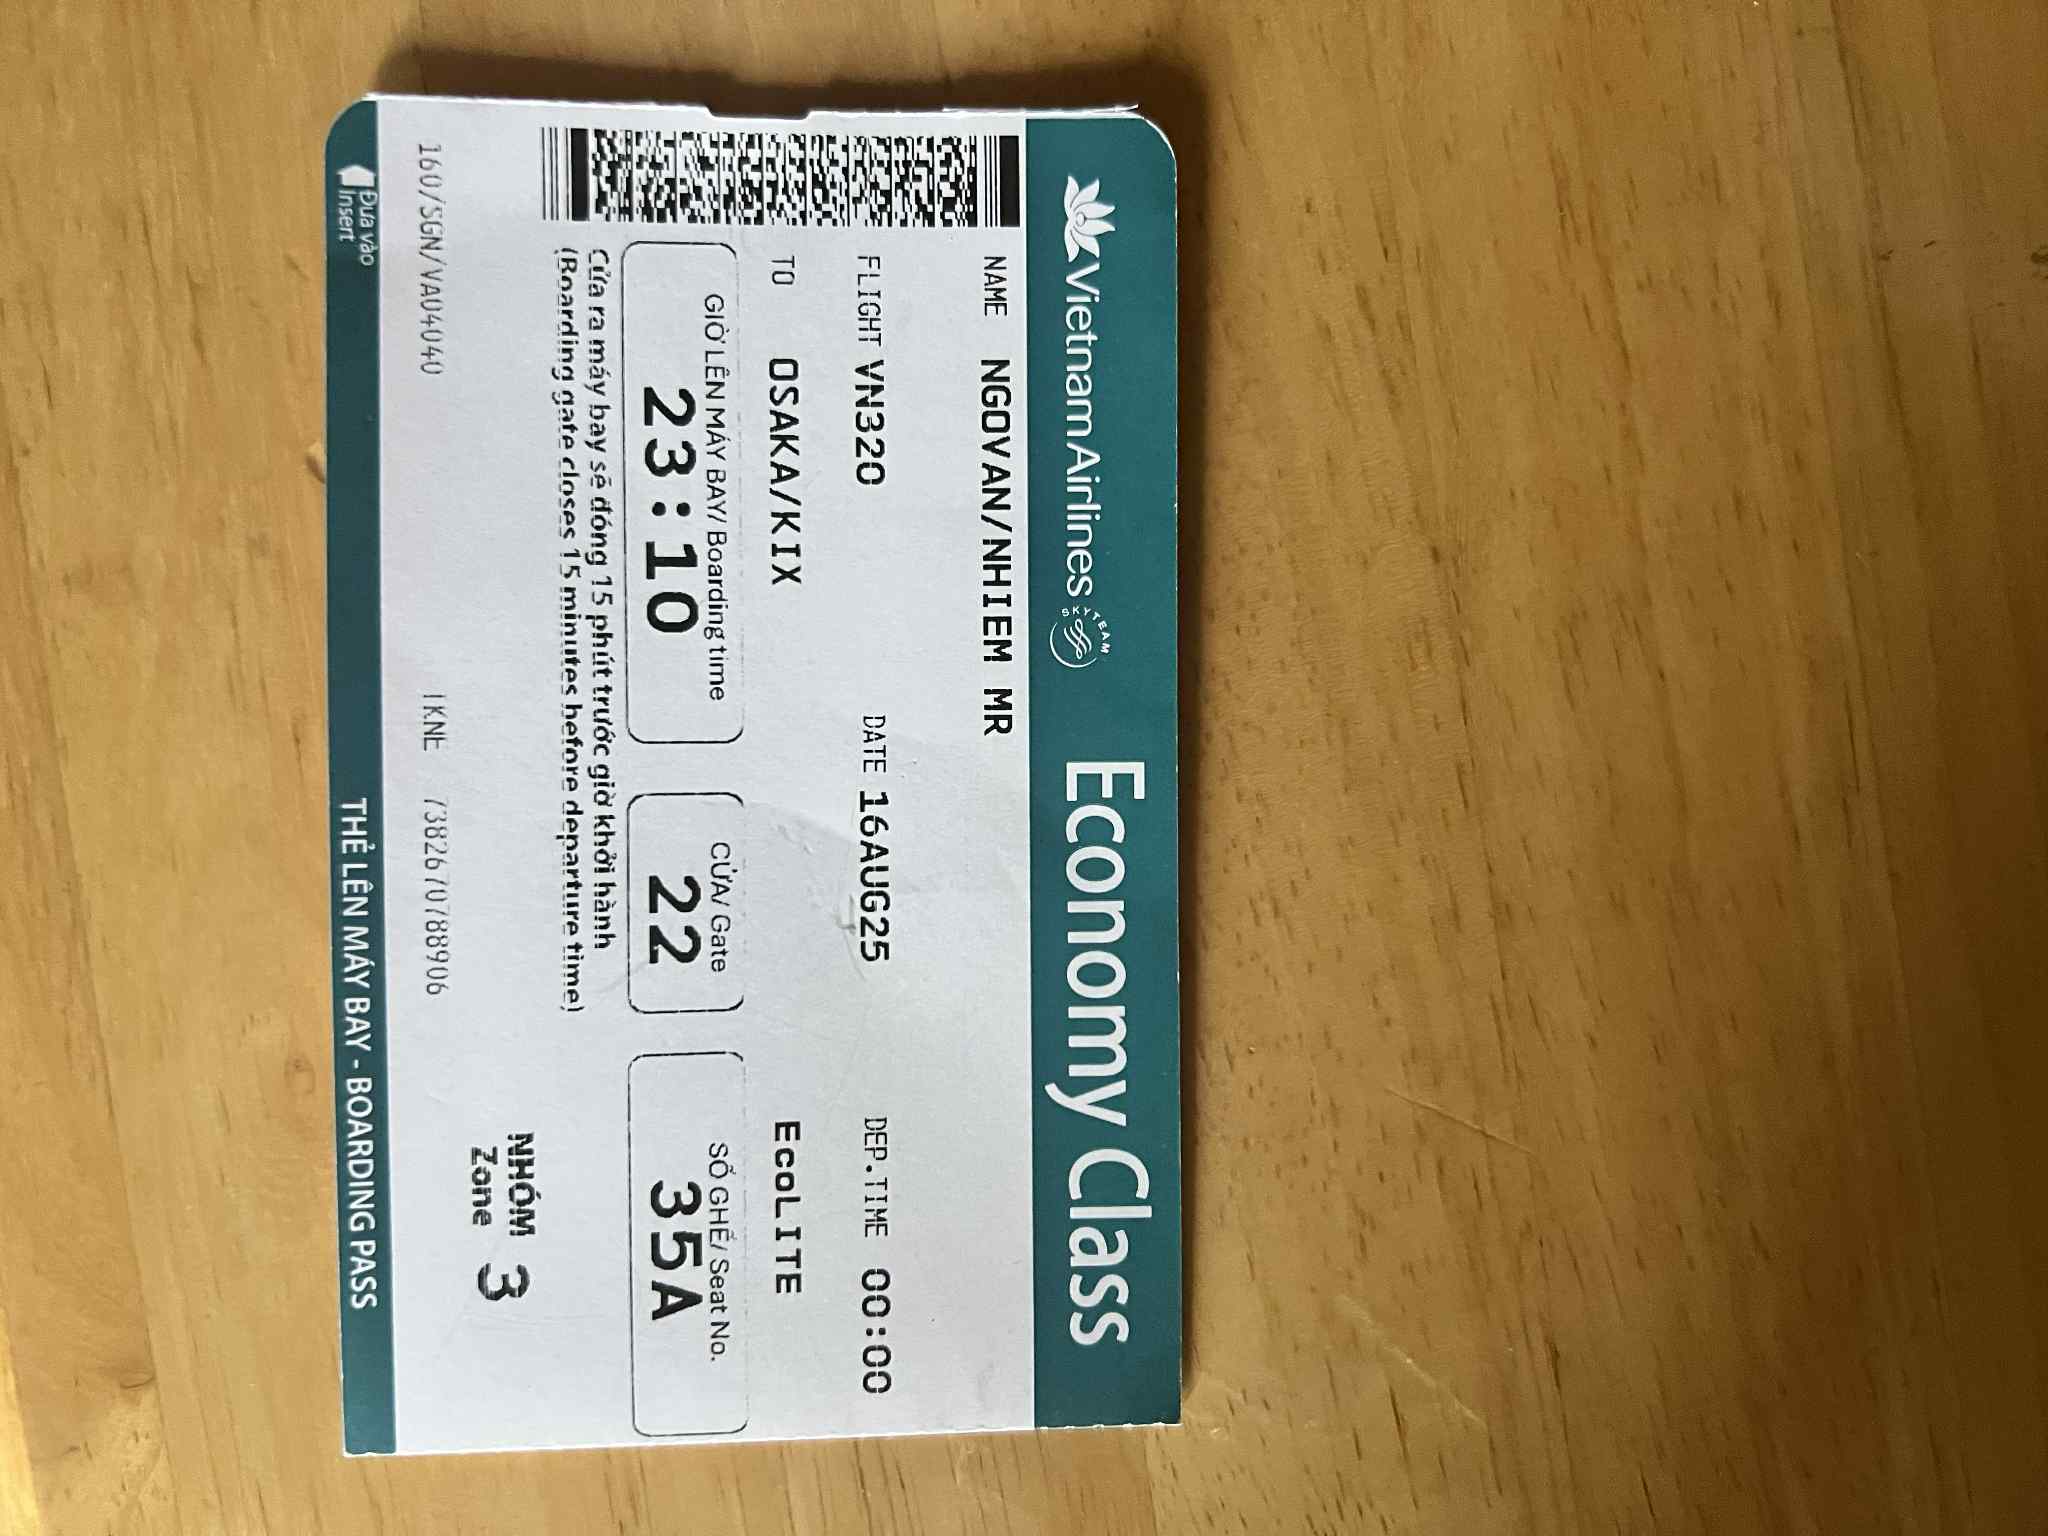 Vietnam Airlines SKYTEAM Economy Class
NAME NGOVAN/NHIEM MR
FLIGHT VN320 DATE 16AUG25 DEP.TIME 00:00
TO OSAKA/KIX EcoLITE
GIỜ LÊN MÁY BAY/ Boarding time CỬA/ Gate SỐ GHẾ/ Seat No.
23:10 22 35A
Cửa ra máy bay sẽ đóng 15 phút trước giờ khởi hành
(Boarding gate closes 15 minutes before departure time)
NHÓM
Zone 3
160/SGN/VA04040 TKNE 7382670788906
Đưa vào
Insert
THẺ LÊN MÁY BAY - BOARDING PASS